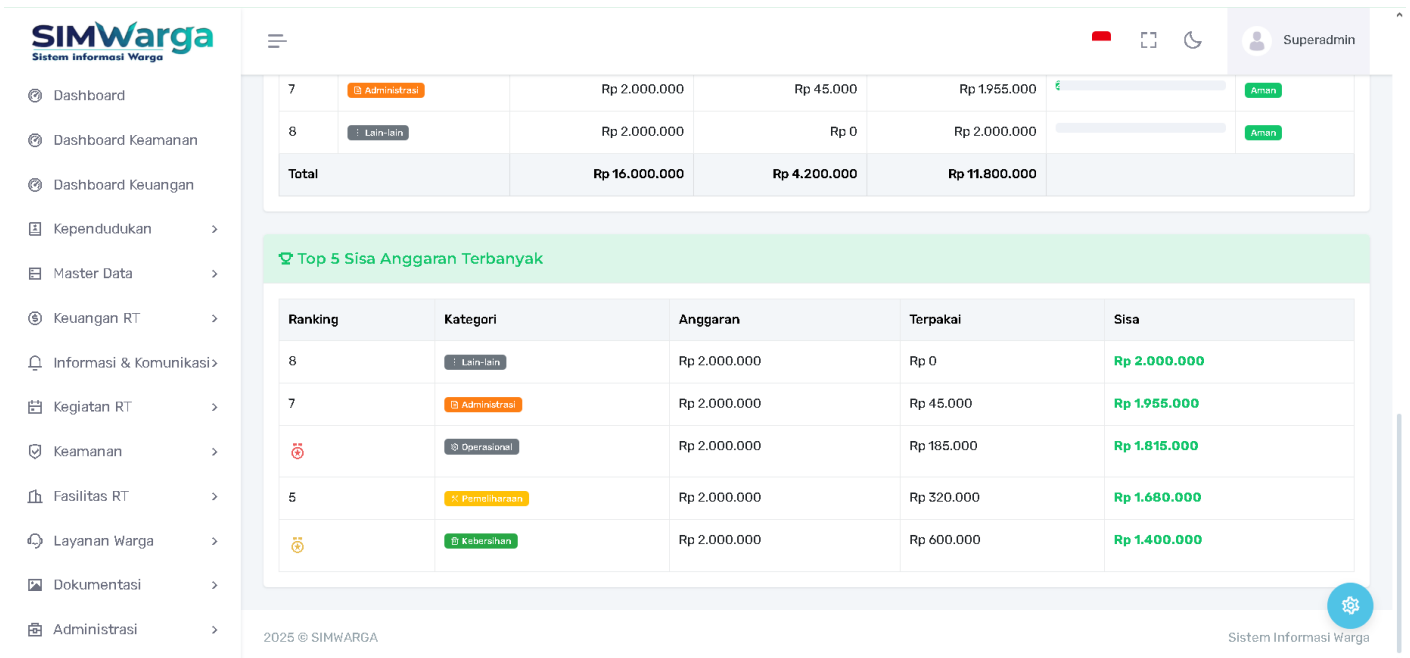 SIMWarga
Sistem informasi Warga
Superadmin
Dashboard
Dashboard Keamanan
Dashboard Keuangan
Kependudukan
Master Data
Keuangan RT
Informasi & Komunikasi
Kegiatan RT
Keamanan
Fasilitas RT
Layanan Warga
Dokumentasi
Administrasi
7 Administrasi Rp 2.000.000 Rp 45.000 Rp 1.955.000 Aman
8 Lain-lain Rp 2.000.000 Rp 0 Rp 2.000.000 Aman
Total Rp 16.000.000 Rp 4.200.000 Rp 11.800.000
Top 5 Sisa Anggaran Terbanyak
Ranking Kategori Anggaran Terpakai Sisa
8 Lain-lain Rp 2.000.000 Rp 0 Rp 2.000.000
7 Administrasi Rp 2.000.000 Rp 45.000 Rp 1.955.000
Operasional Rp 2.000.000 Rp 185.000 Rp 1.815.000
5 Pemeliharaan Rp 2.000.000 Rp 320.000 Rp 1.680.000
Kebersihan Rp 2.000.000 Rp 600.000 Rp 1.400.000
2025 © SIMWARGA
Sistem Informasi Warga